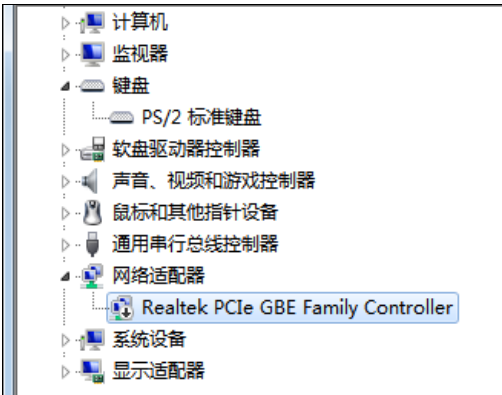 计算机
监视器
键盘
PS/2 标准键盘
软盘驱动器控制器
声音、视频和游戏控制器
鼠标和其他指针设备
通用串行总线控制器
网络适配器
Realtek PCIe GBE Family Controller
系统设备
显示适配器